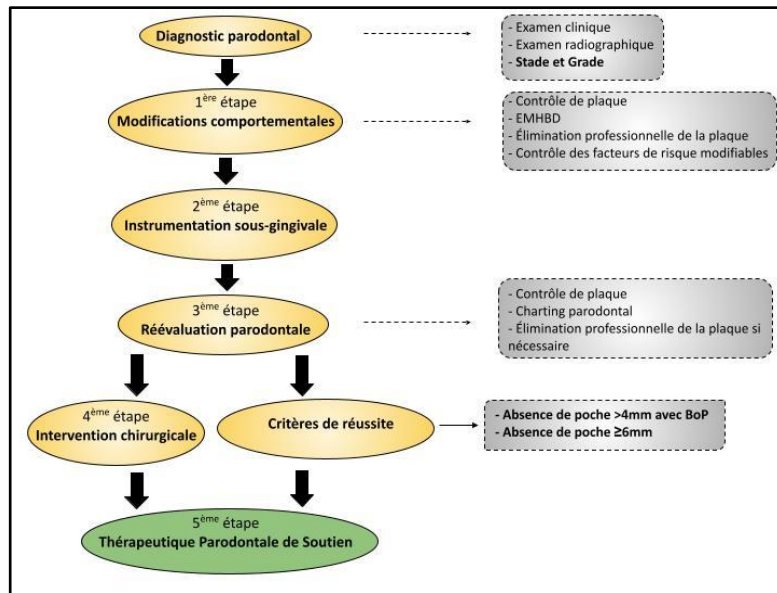 Diagnostic parodontal
- Examen clinique
- Examen radiographique
- Stade et Grade
1ère étape
Modifications comportementales
- Contrôle de plaque
- EMHBD
- Élimination professionnelle de la plaque
- Contrôle des facteurs de risque modifiables
2ème étape
Instrumentation sous-gingivale
3ème étape
Réévaluation parodontale
- Contrôle de plaque
- Charting parodontal
- Élimination professionnelle de la plaque si
nécessaire
4ème étape
Intervention chirurgicale
Critères de réussite
- Absence de poche >4mm avec BoP
- Absence de poche ≥6mm
5ème étape
Thérapeutique Parodontale de Soutien